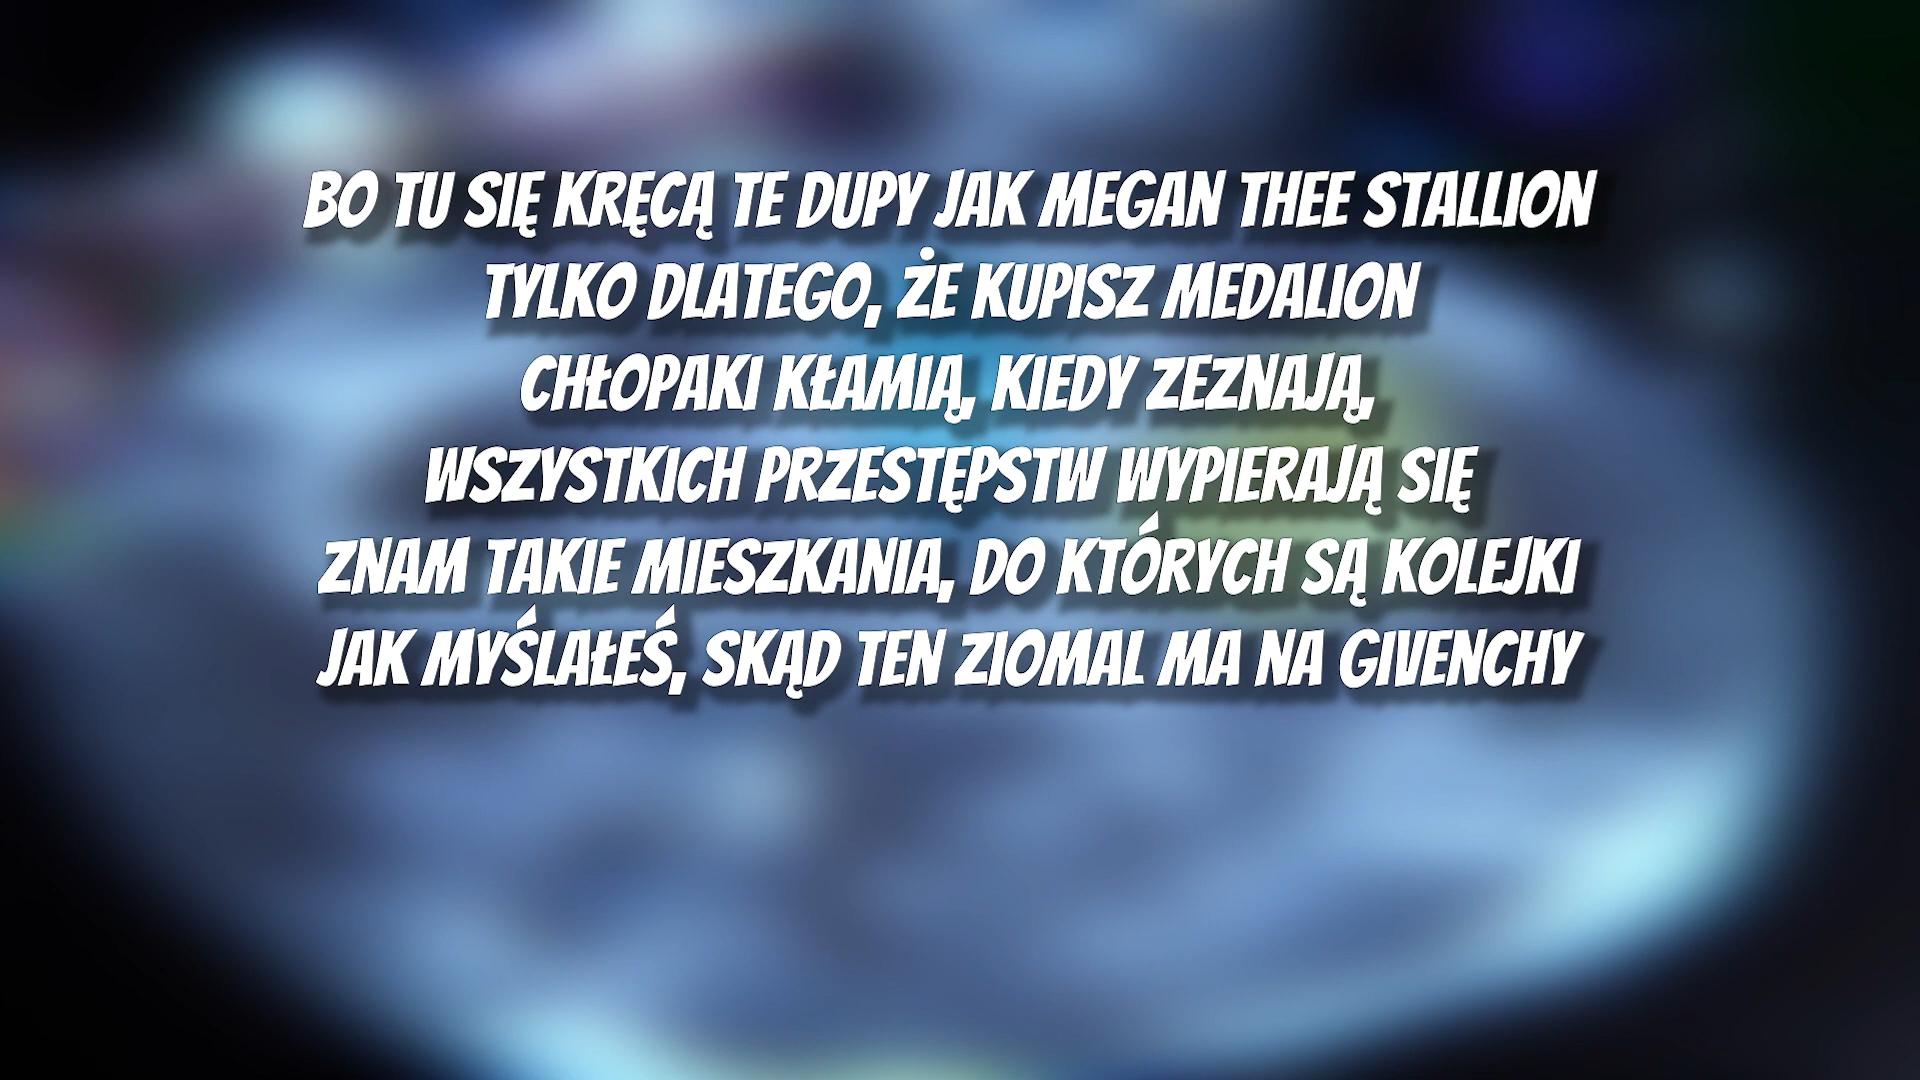 BO TU SIĘ KRĘCĄ TE DUPY JAK MEGAN THEE STALLION
TYLKO DLATEGO, ŻE KUPISZ MEDALION
CHŁOPAKI KŁAMIĄ, KIEDY ZEZNAJĄ,
WSZYSTKICH PRZESTĘPSTW WYPIERAJĄ SIĘ
ZNAM TAKIE MIESZKANIA, DO KTÓRYCH SĄ KOLEJKI
JAK MYŚLAŁEŚ, SKĄD TEN ZIOMAL MA NA GIVENCHY